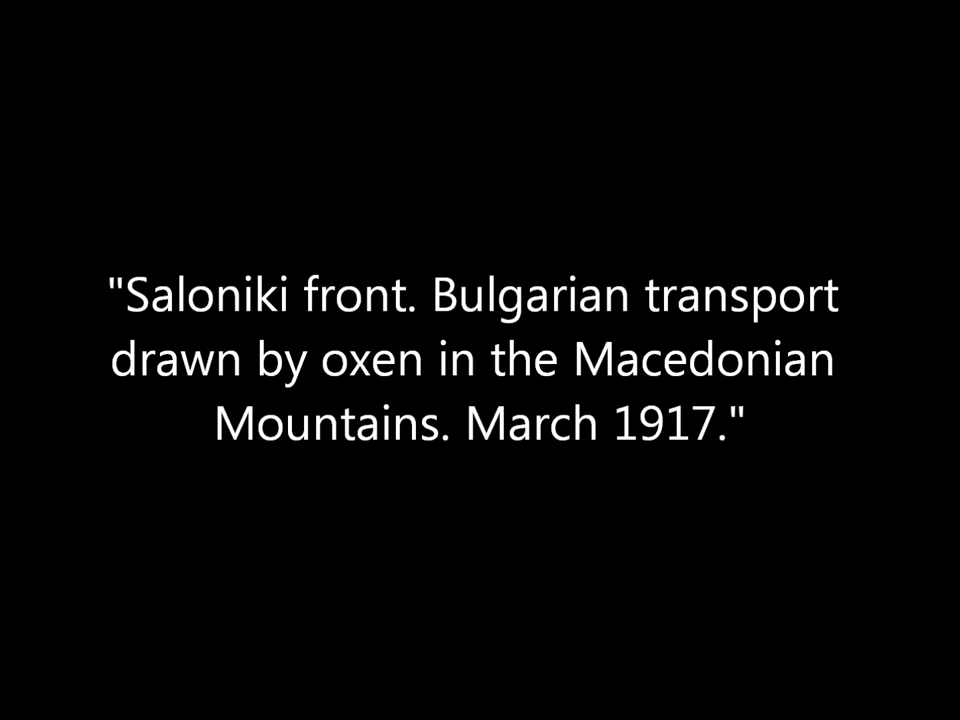 "Saloniki front. Bulgarian transport
drawn by oxen in the Macedonian
Mountains. March 1917."